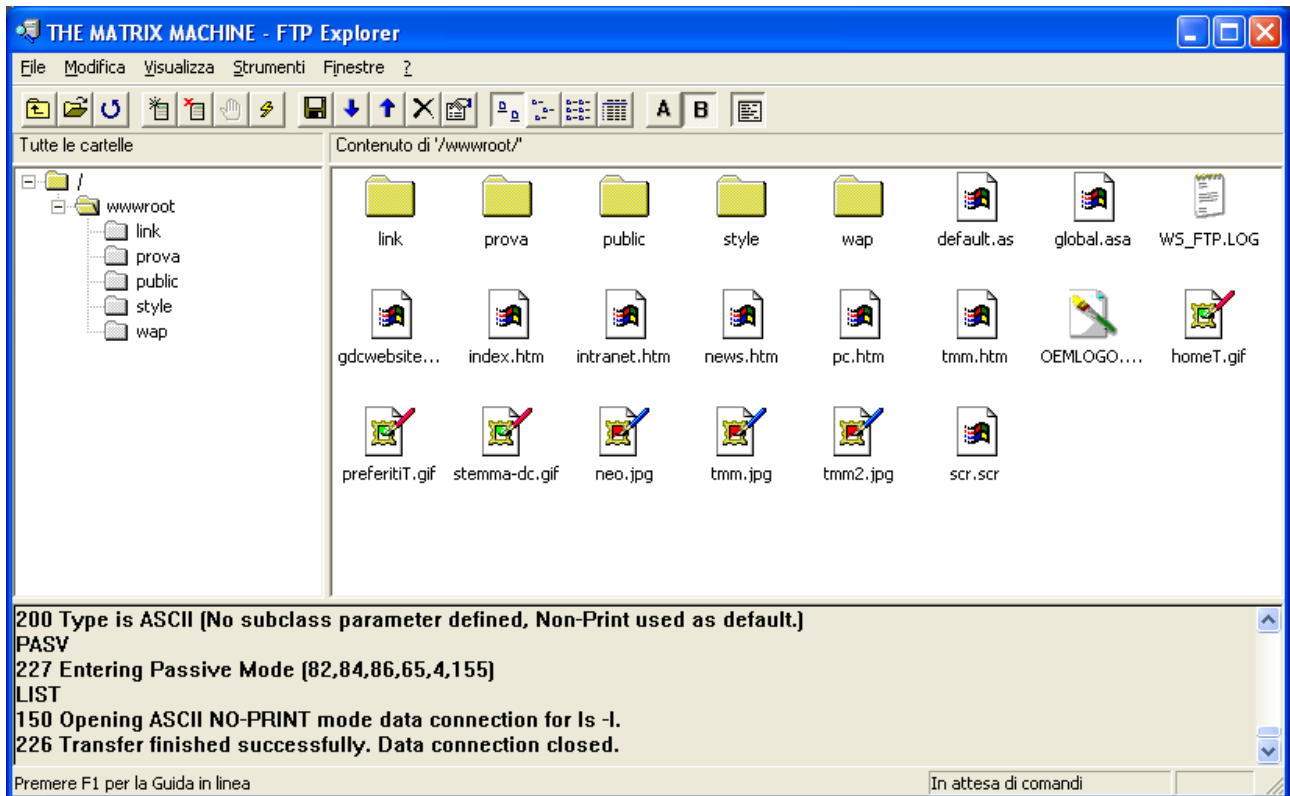 THE MATRIX MACHINE - FTP Explorer
File Modifica Visualizza Strumenti Finestre ?
A B
Tutte le cartelle
Contenuto di '/wwwroot/'
/
wwwroot
link
prova
public
style
wap
link prova public style wap default.as global.asa WS_FTP.LOG
gdcwebsite... index.htm intranet.htm news.htm pc.htm tmm.htm OEMLOGO.... homeT.gif
preferitiT.gif stemma-dc.gif neo.jpg tmm.jpg tmm2.jpg scr.scr
200 Type is ASCII (No subclass parameter defined, Non-Print used as default.)
PASV
227 Entering Passive Mode (82,84,86,65,4,155)
LIST
150 Opening ASCII NO-PRINT mode data connection for ls -l.
226 Transfer finished successfully. Data connection closed.
Premere F1 per la Guida in linea
In attesa di comandi